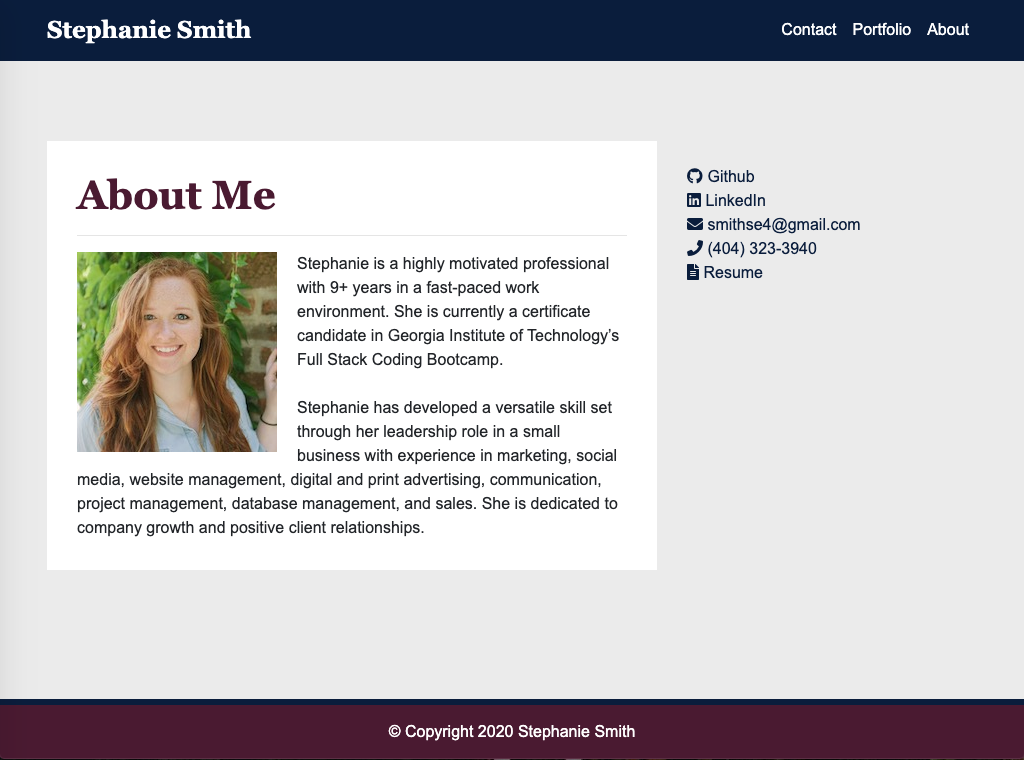 Stephanie Smith
Contact Portfolio About
About Me
Stephanie is a highly motivated professional
with 9+ years in a fast-paced work
environment. She is currently a certificate
candidate in Georgia Institute of Technology’s
Full Stack Coding Bootcamp.
Stephanie has developed a versatile skill set
through her leadership role in a small
business with experience in marketing, social
media, website management, digital and print advertising, communication,
project management, database management, and sales. She is dedicated to
company growth and positive client relationships.
Github
LinkedIn
smithse4@gmail.com
(404) 323-3940
Resume
© Copyright 2020 Stephanie Smith